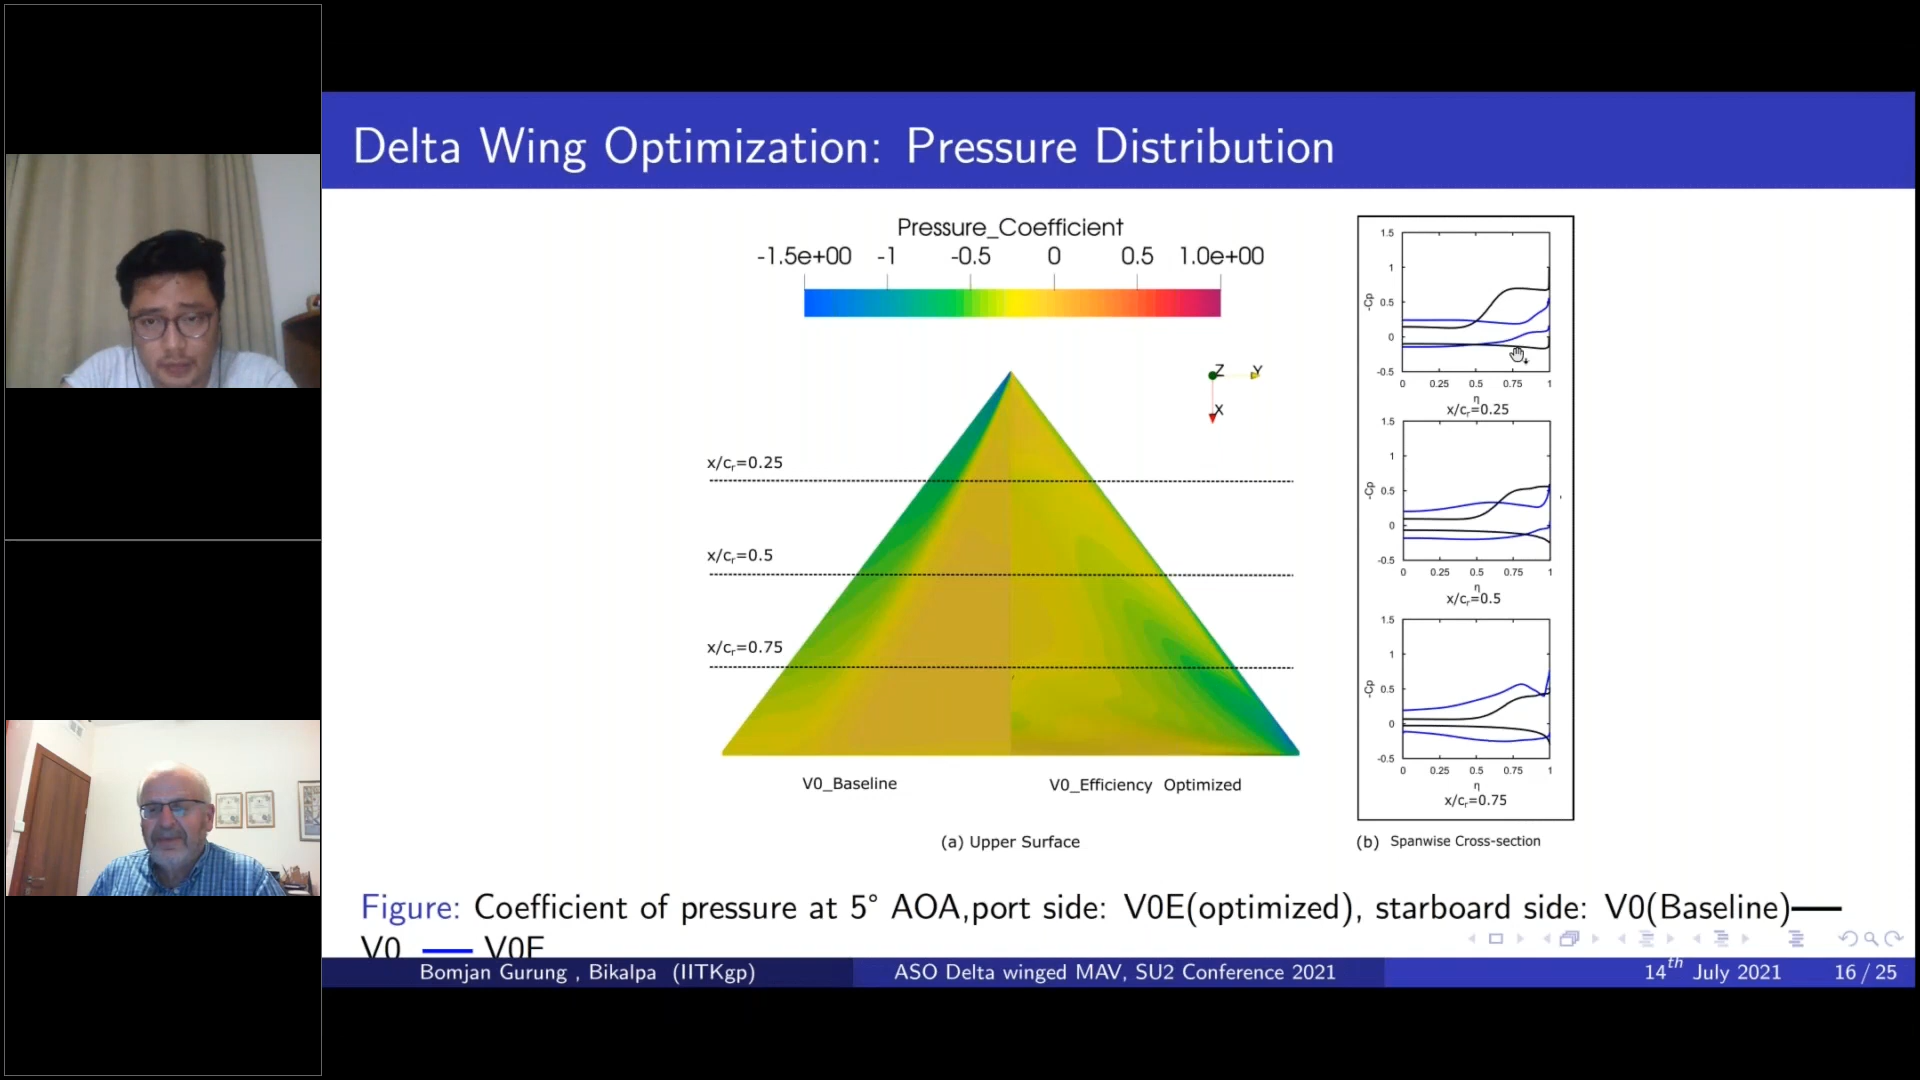 Delta Wing Optimization: Pressure Distribution
Pressure_Coefficient
-1.5e+00 -1 -0.5 0 0.5 1.0e+00
Z Y
X
x/cr=0.25
x/cr=0.5
x/cr=0.75
V0_Baseline
V0_Efficiency Optimized
(a) Upper Surface
1.5
1
0.5
0
-0.5
-Cp
0 0.25 0.5 0.75 1
η
x/cr=0.25
1.5
1
0.5
0
-0.5
-Cp
0 0.25 0.5 0.75 1
η
x/cr=0.5
1.5
1
0.5
0
-0.5
-Cp
0 0.25 0.5 0.75 1
η
x/cr=0.75
(b) Spanwise Cross-section
Figure: Coefficient of pressure at 5° AOA,port side: V0E(optimized), starboard side: V0(Baseline)
V0 V0E
Bomjan Gurung , Bikalpa (IITKgp) ASO Delta winged MAV, SU2 Conference 2021 14th July 2021 16 / 25